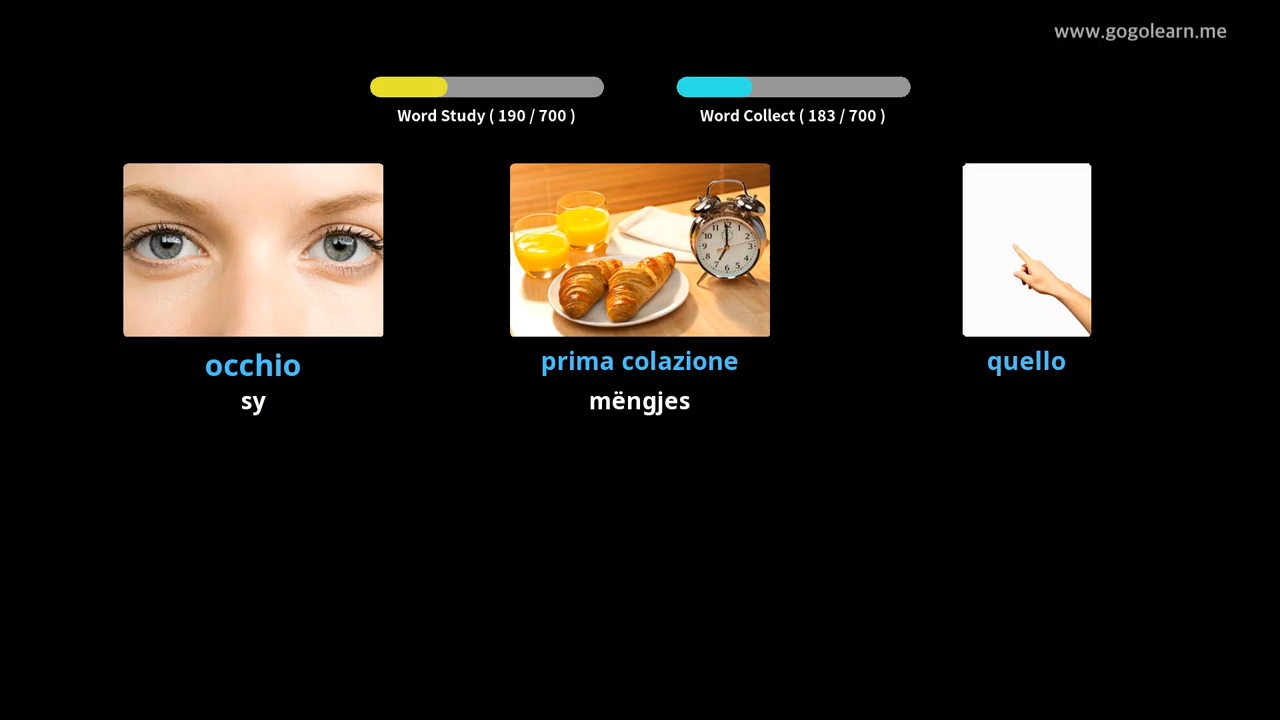 www.gogolearn.me
Word Study ( 190 / 700 )
Word Collect ( 183 / 700 )
occhio
prima colazione
quello
sy
mëngjes